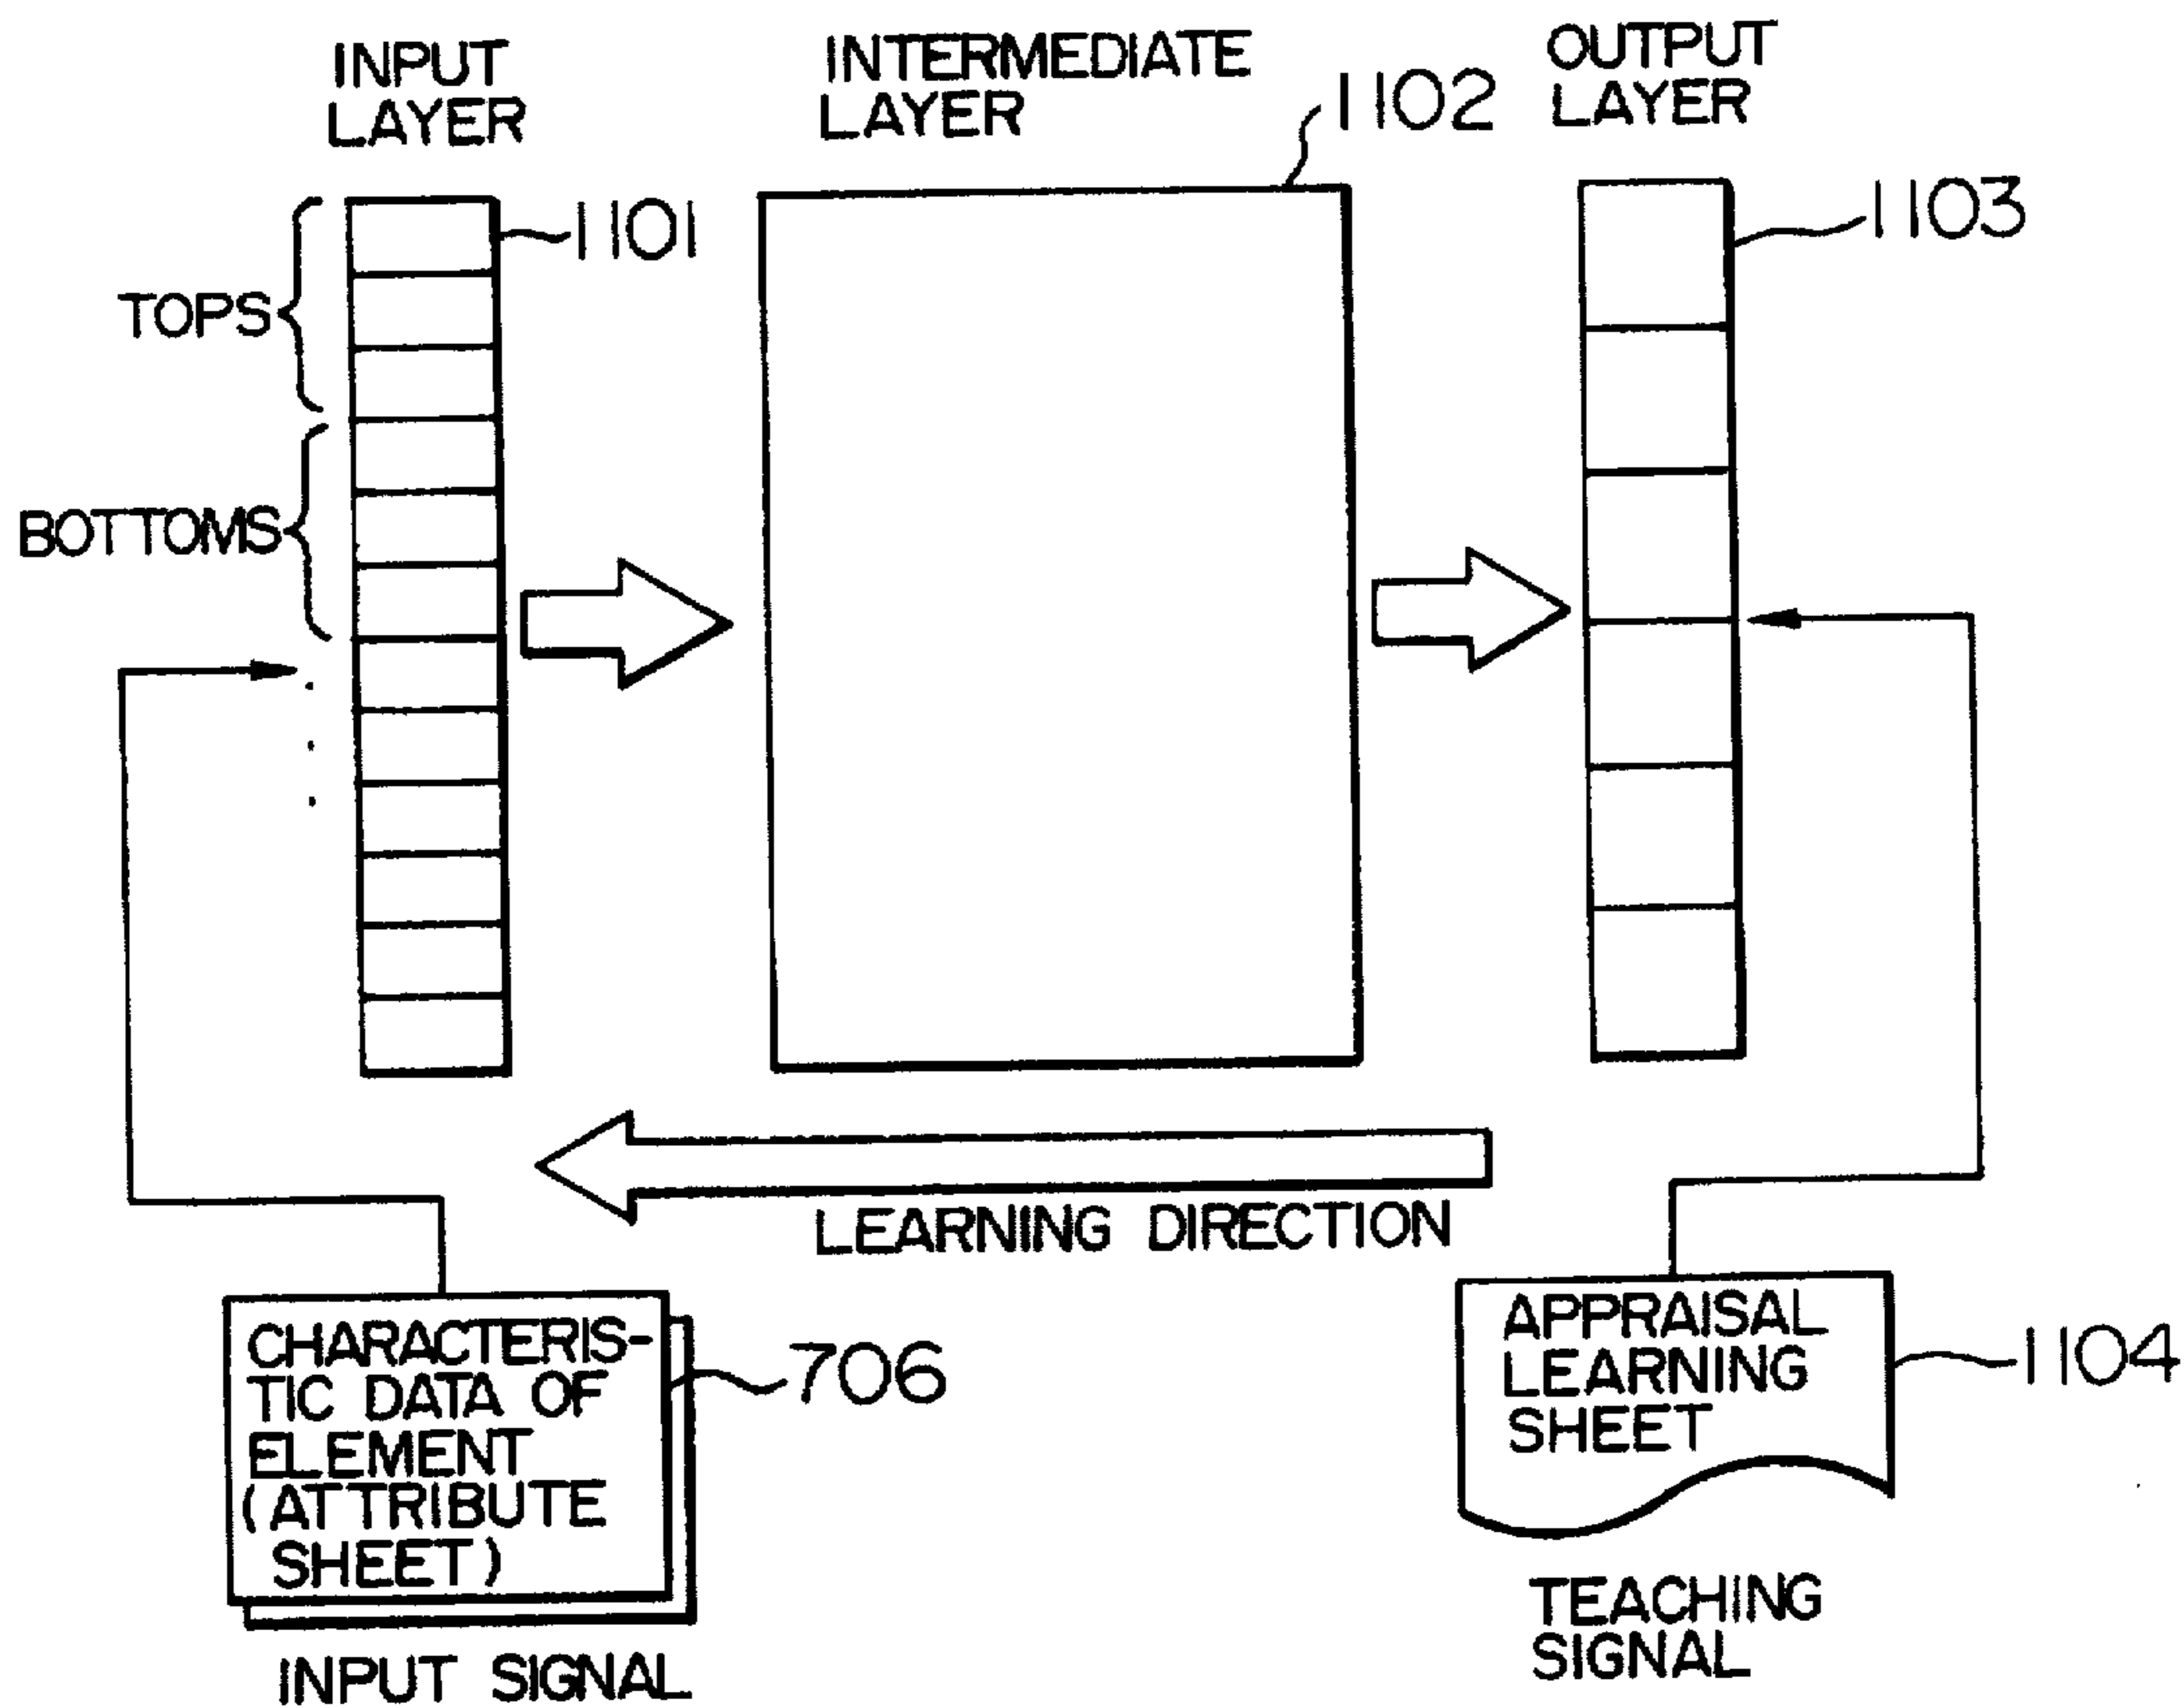 INPUT
LAYER
INTERMEDIATE
LAYER
1102
OUTPUT
LAYER
1101
1103
TOPS
BOTTOMS
LEARNING DIRECTION
CHARACTERIS-
TIC DATA OF
ELEMENT
(ATTRIBUTE
SHEET)
706
INPUT SIGNAL
APPRAISAL
LEARNING
SHEET
1104
TEACHING
SIGNAL